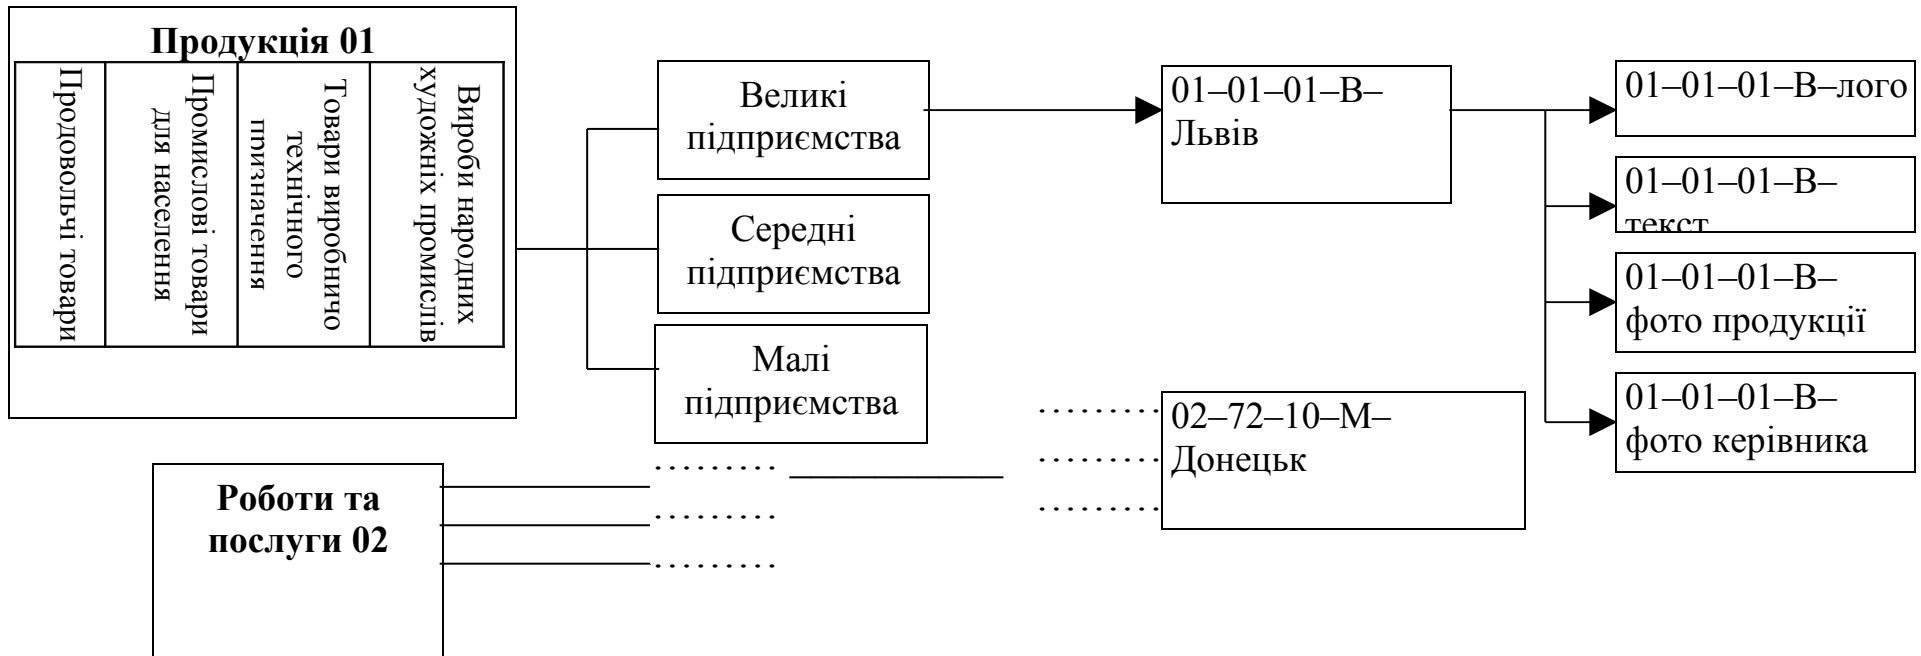 Продукція 01
Продовольчі товари
Промислові товари
для населення
Товари виробничо
технічного
призначення
Вироби народних
художніх промислів
Великі
підприємства
Середні
підприємства
Малі
підприємства
01–01–01–В–
Львів
01–01–01–В–лого
01–01–01–В–
текст
01–01–01–В–
фото продукції
01–01–01–В–
фото керівника
02–72–10–М–
Донецьк
Роботи та
послуги 02